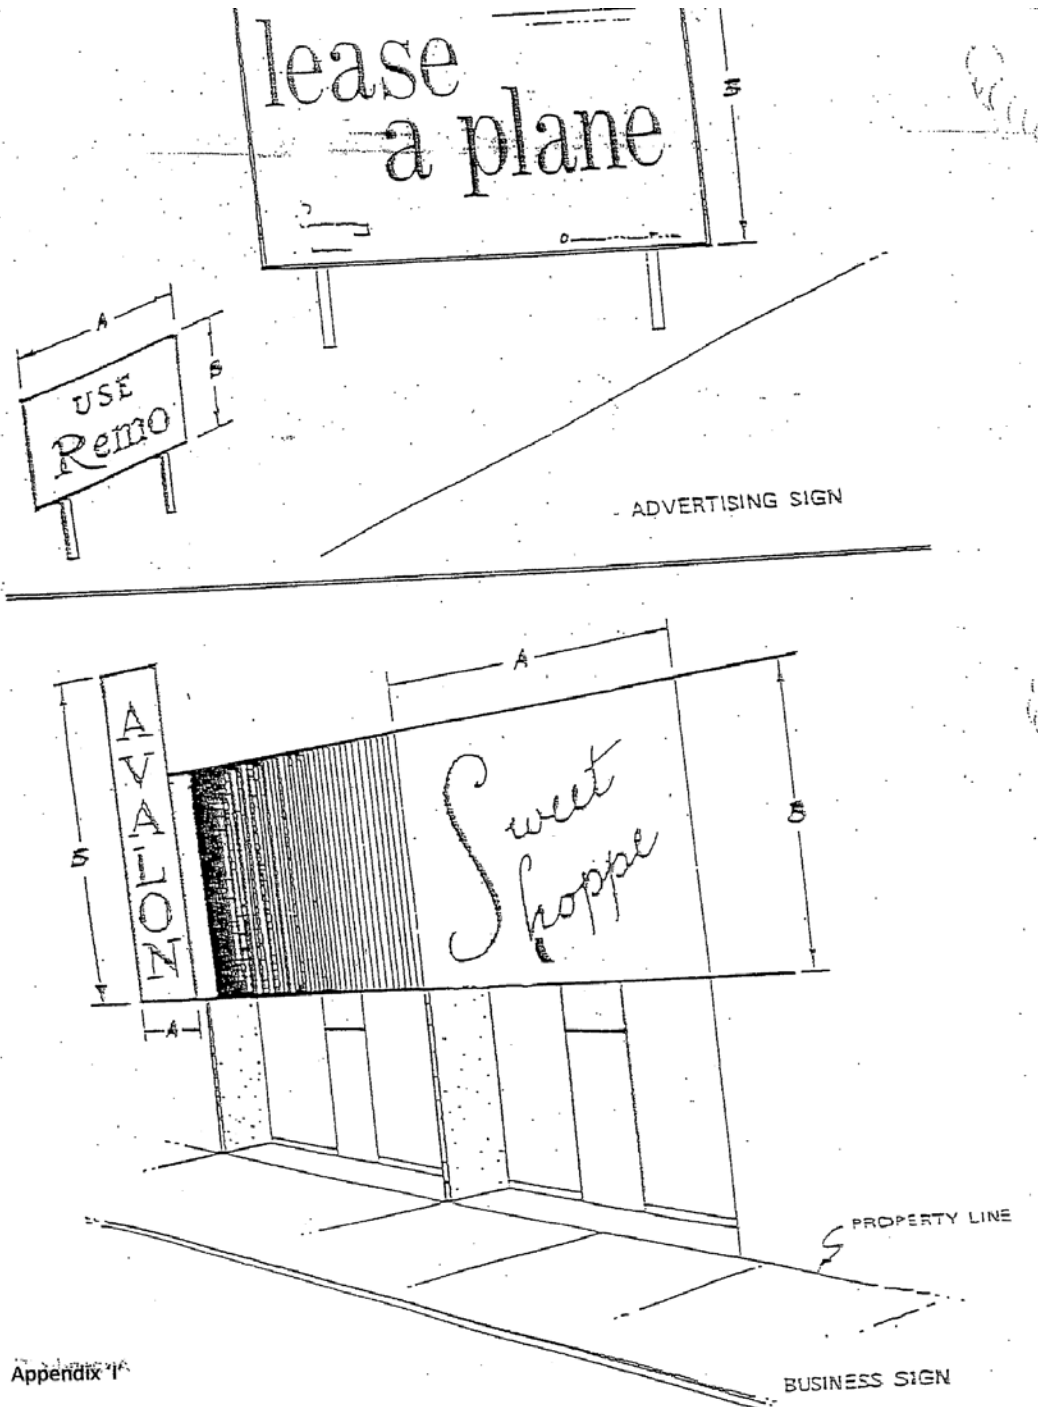 lease
a plane
B
A
B
USE
Remo
ADVERTISING SIGN
A
B
AVALON
Sweet
Shoppe
B
A
PROPERTY LINE
Appendix 'I'
BUSINESS SIGN